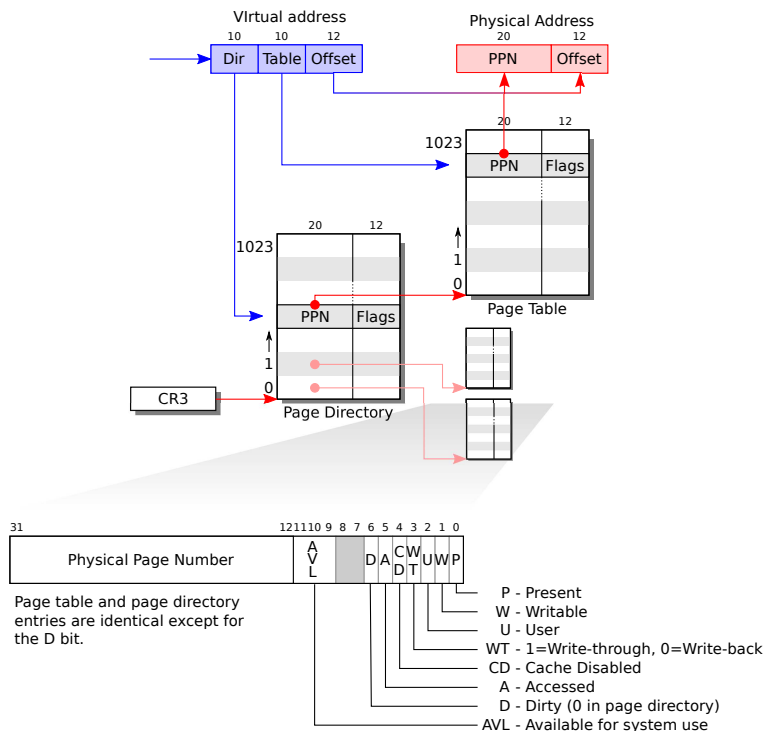 VIrtual address
Physical Address
10 10 12
20 12
Dir Table Offset
PPN Offset
20 12
1023
PPN Flags
1
0
Page Table
20 12
1023
PPN Flags
1
0
CR3
Page Directory
31 12 11 10 9 8 7 6 5 4 3 2 1 0
Physical Page Number AVL D A CD WT U W P
Page table and page directory
entries are identical except for
the D bit.
P - Present
W - Writable
U - User
WT - 1=Write-through, 0=Write-back
CD - Cache Disabled
A - Accessed
D - Dirty (0 in page directory)
AVL - Available for system use